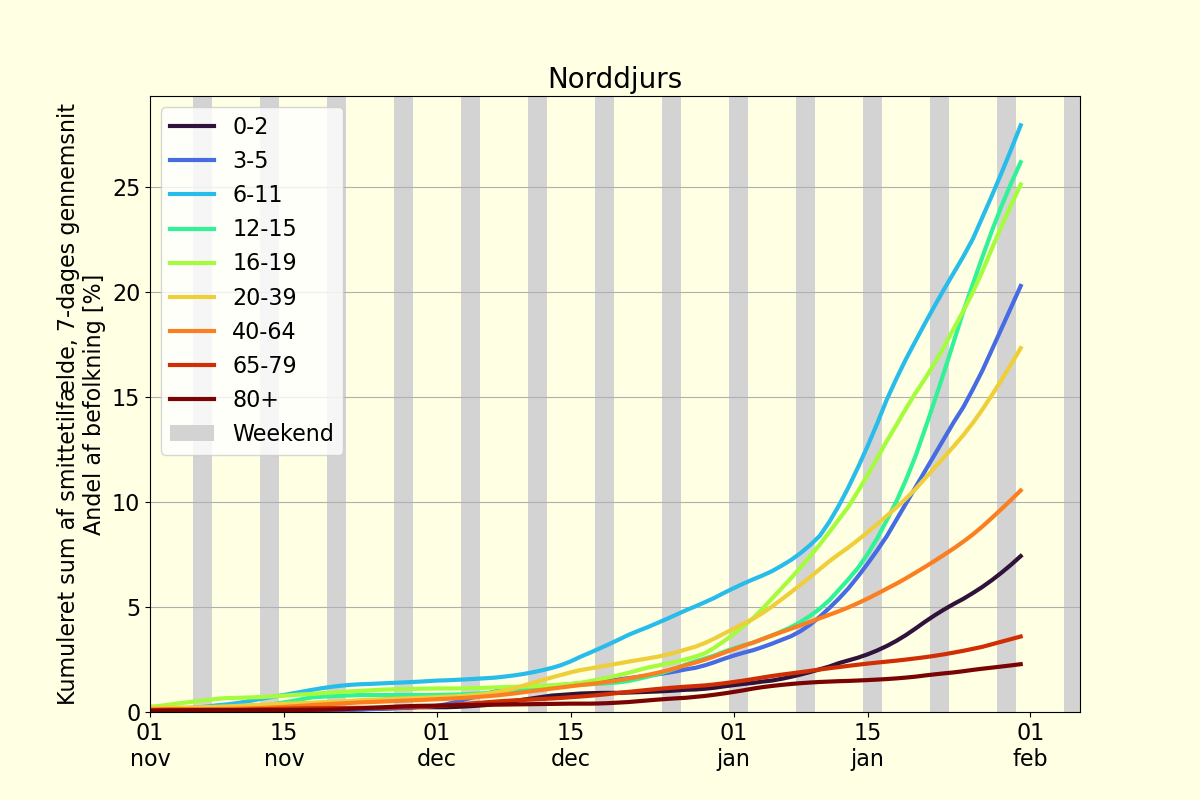 Norddjurs
Kumuleret sum af smittetilfælde, 7-dages gennemsnit
Andel af befolkning [%]
0-2
3-5
6-11
12-15
16-19
20-39
40-64
65-79
80+
Weekend
25
20
15
10
5
0
01 nov
15 nov
01 dec
15 dec
01 jan
15 jan
01 feb